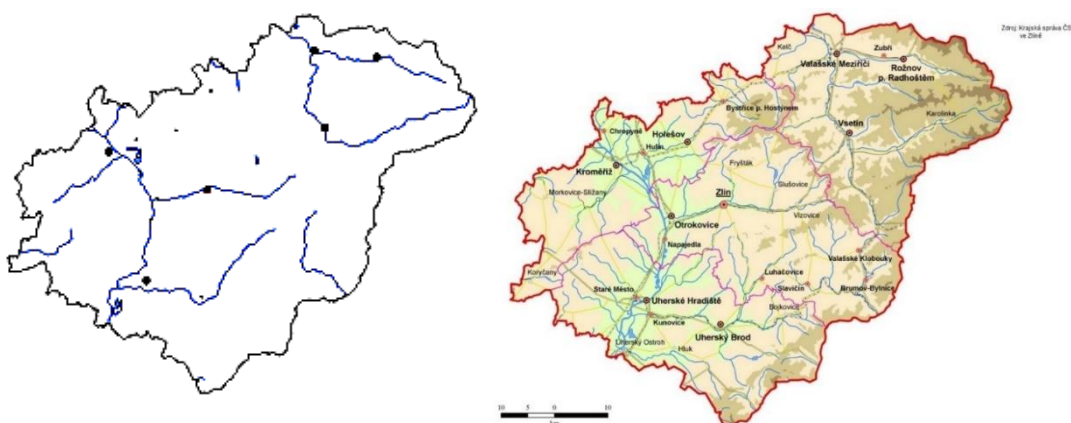 Zdroj: Krajská správa ČS
ve Zlíně
Kelč
Zubří
Valašské Meziříčí
Rožnov
p. Radhoštěm
Bystřice p. Hostýnem
Karolinka
Vsetín
Chropyně
Holešov
Hulín
Kroměříž
Fryšták
Slušovice
Morkovice-Slížany
Zlín
Vizovice
Otrokovice
Napajedla
Valašské Klobouky
Koryčany
Luhačovice
Slavičín
Brumov-Bylnice
Staré Město
Uherské Hradiště
Bojkovice
Kunovice
Uherský Brod
Uherský Ostroh
Hluk
10 5 0 10